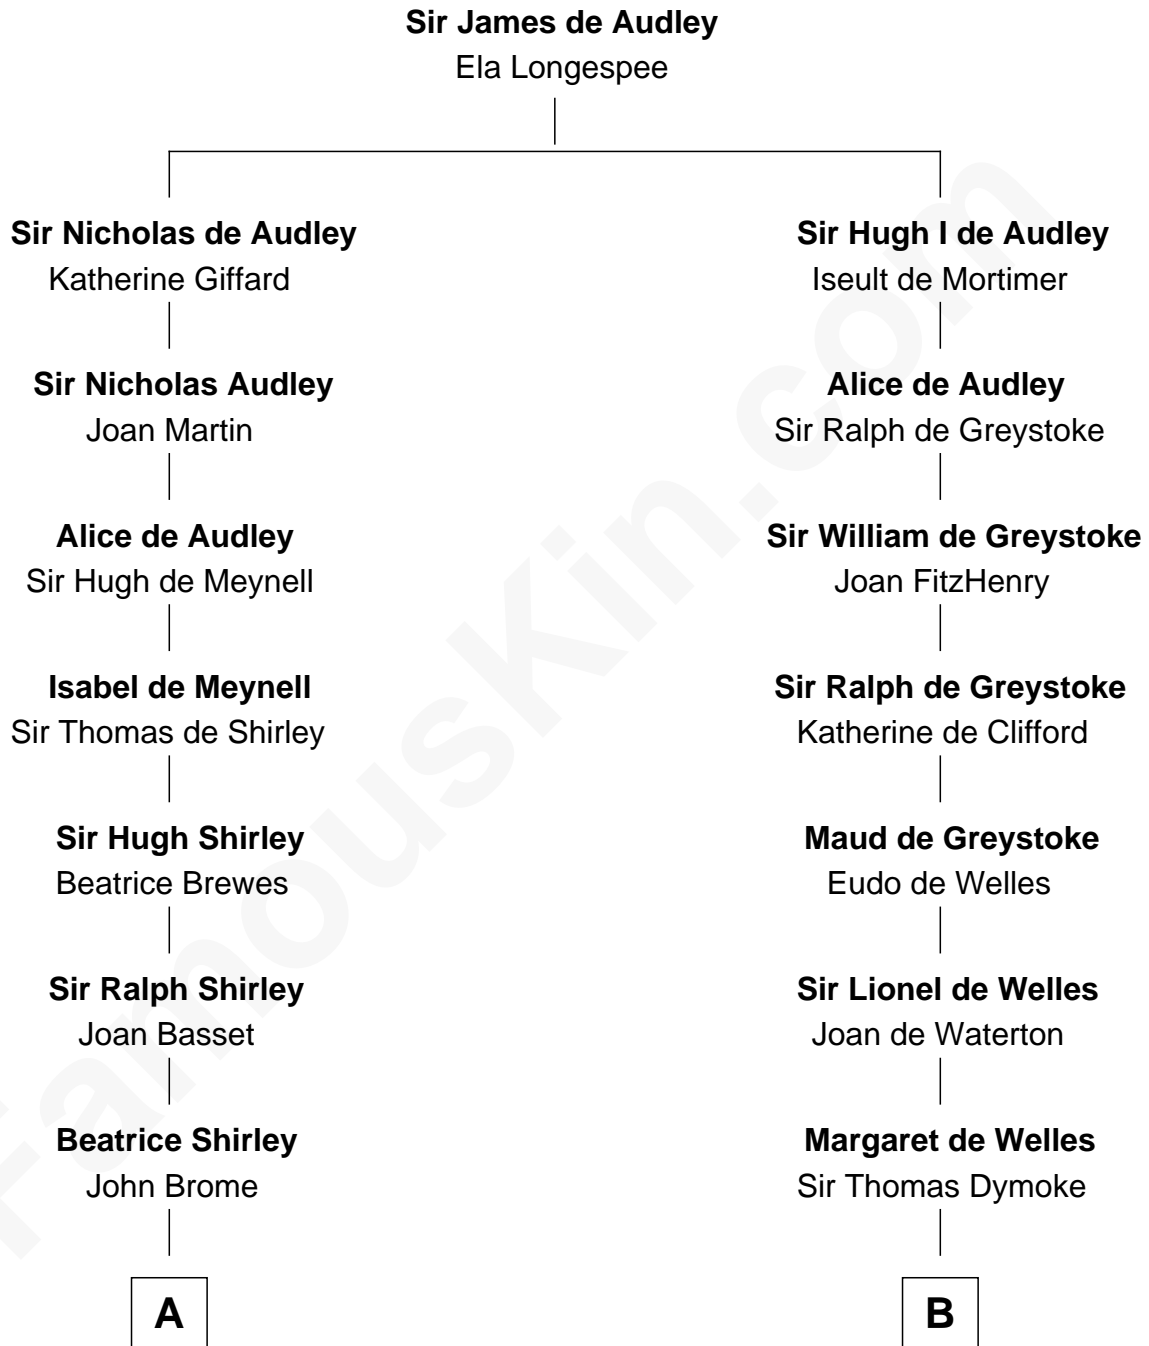 Sir James de Audley
Ela Longespee
Sir Nicholas de Audley
Katherine Giffard
Sir Nicholas Audley
Joan Martin
Alice de Audley
Sir Hugh de Meynell
Isabel de Meynell
Sir Thomas de Shirley
Sir Hugh Shirley
Beatrice Brewes
Sir Ralph Shirley
Joan Basset
Beatrice Shirley
John Brome
A
Sir Hugh I de Audley
Iseult de Mortimer
Alice de Audley
Sir Ralph de Greystoke
Sir William de Greystoke
Joan FitzHenry
Sir Ralph de Greystoke
Katherine de Clifford
Maud de Greystoke
Eudo de Welles
Sir Lionel de Welles
Joan de Waterton
Margaret de Welles
Sir Thomas Dymoke
B
FamousKin.com